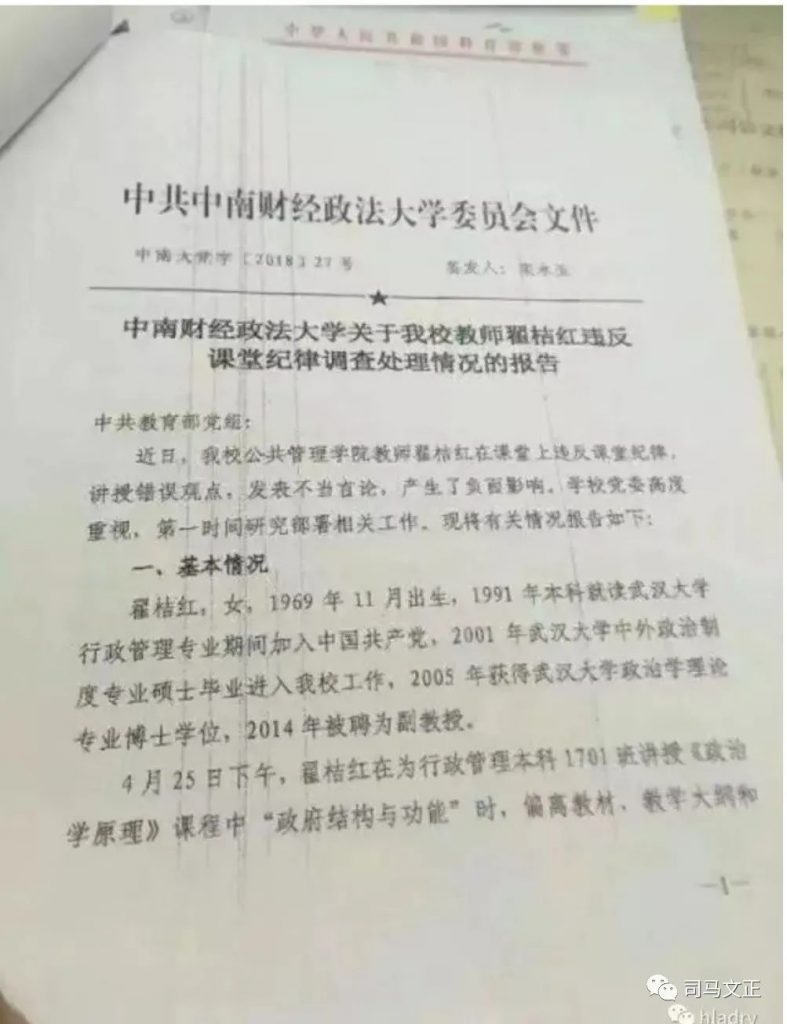 中共中南财经政法大学委员会文件
中南大党字〔2018〕27号
签发人：栾永玉
中南财经政法大学关于我校教师翟桔红违反
课堂纪律调查处理情况的报告
中共教育部党组：
近日，我校公共管理学院教师翟桔红在课堂上违反课堂纪律，
讲授错误观点，发表不当言论，产生了负面影响。学校党委高度
重视，第一时间研究部署相关工作。现将有关情况报告如下：
一、基本情况
翟桔红，女，1969年11月出生，1991年本科就读武汉大学
行政管理专业期间加入中国共产党，2001年武汉大学中外政治制
度专业硕士毕业进入我校工作，2005年获得武汉大学政治学理论
专业博士学位，2014年被聘为副教授。
4月25日下午，翟桔红在为行政管理本科1701班讲授《政治
学原理》课程中“政府结构与功能”时，偏离教材、教学大纲和
—1—
司马文正
hladry